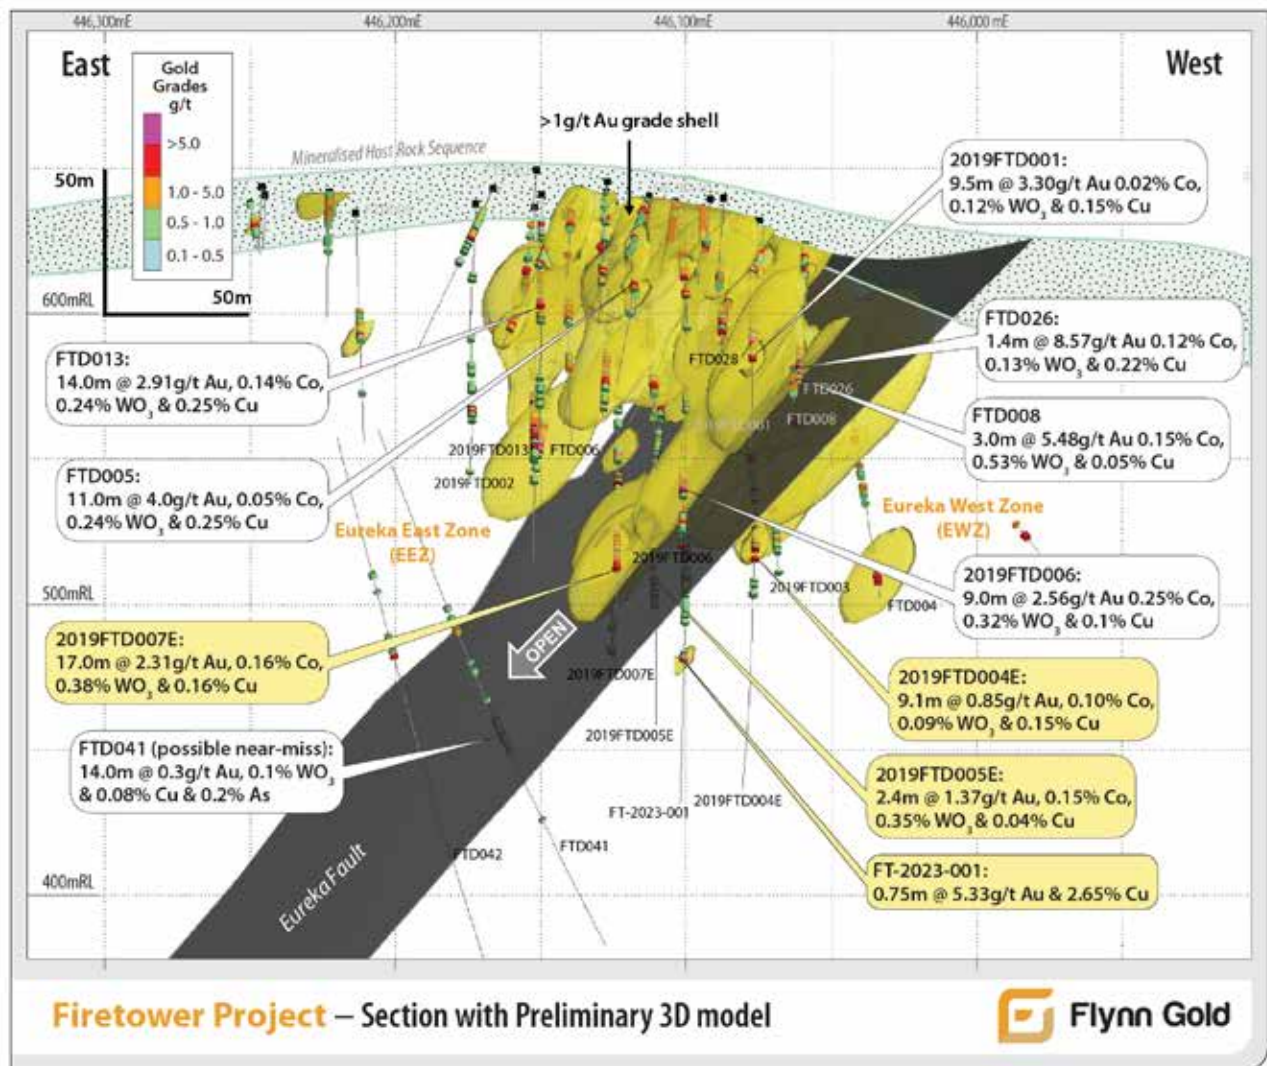 446,300mE
446,200mE
446,100mE
446,000 mE
East
West
Gold
Grades
g/t
>5.0
1.0 - 5.0
0.5 - 1.0
0.1 - 0.5
>1g/t Au grade shell
Mineralised Host Rock Sequence
50m
50m
600mRL
500mRL
400mRL
2019FTD001:
9.5m @ 3.30g/t Au 0.02% Co,
0.12% WO3 & 0.15% Cu
FTD026:
1.4m @ 8.57g/t Au 0.12% Co,
0.13% WO3 & 0.22% Cu
FTD013:
14.0m @ 2.91g/t Au, 0.14% Co,
0.24% WO3 & 0.25% Cu
FTD008
3.0m @ 5.48g/t Au 0.15% Co,
0.53% WO3 & 0.05% Cu
FTD005:
11.0m @ 4.0g/t Au, 0.05% Co,
0.24% WO3 & 0.25% Cu
FTD028
FTD026
FTD008
2019FTD001
2019FTD013
FTD006
2019FTD002
Eureka East Zone
(EEZ)
Eureka West Zone
(EWZ)
2019FTD006
2019FTD003
FTD004
2019FTD006:
9.0m @ 2.56g/t Au 0.25% Co,
0.32% WO3 & 0.1% Cu
2019FTD007E:
17.0m @ 2.31g/t Au, 0.16% Co,
0.38% WO3 & 0.16% Cu
OPEN
2019FTD007E
2019FTD004E:
9.1m @ 0.85g/t Au, 0.10% Co,
0.09% WO3 & 0.15% Cu
FTD041 (possible near-miss):
14.0m @ 0.3g/t Au, 0.1% WO3
& 0.08% Cu & 0.2% As
2019FTD005E
2019FTD005E:
2.4m @ 1.37g/t Au, 0.15% Co,
0.35% WO3 & 0.04% Cu
FT-2023-001
2019FTD004E
FTD042
FTD041
FT-2023-001:
0.75m @ 5.33g/t Au & 2.65% Cu
Eureka Fault
Firetower Project – Section with Preliminary 3D model
Flynn Gold